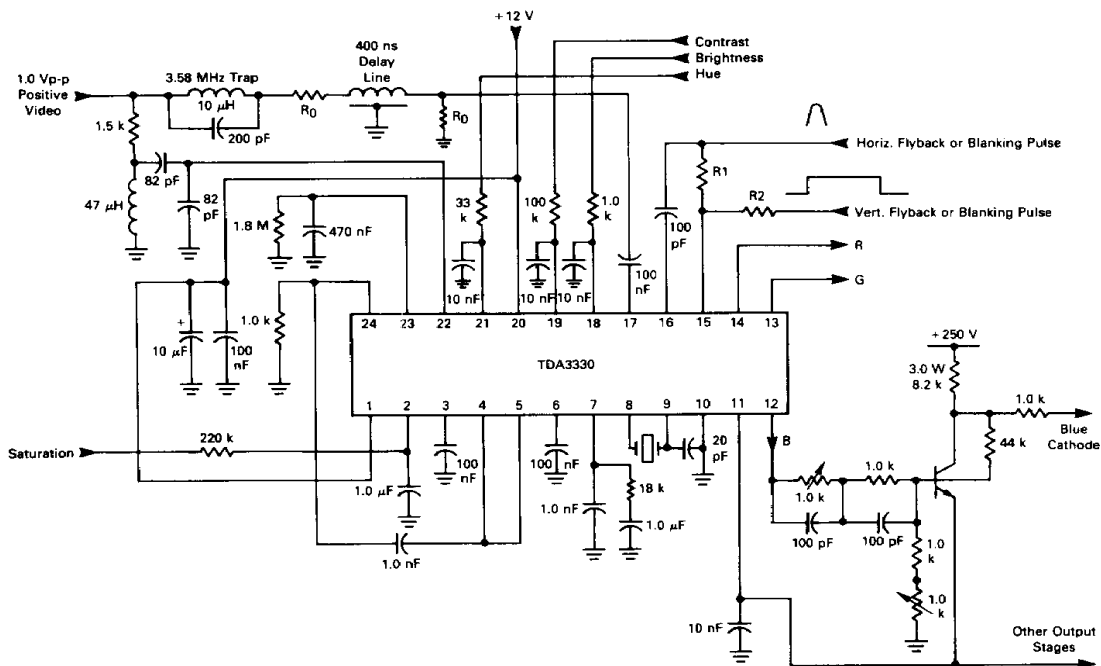 +12 V
400 ns
Delay
Line
Contrast
Brightness
Hue
1.0 Vp-p
Positive
Video
3.58 MHz Trap
10 μH
200 pF
R0
R0
1.5 k
82 pF
82
pF
47 μH
1.8 M
470 nF
33
k
100
k
1.0
k
10 nF
10 nF
10 nF
100
nF
100
pF
R1
R2
Horiz. Flyback or Blanking Pulse
Vert. Flyback or Blanking Pulse
R
G
+
10 μF
100
nF
1.0 k
24 23 22 21 20 19 18 17 16 15 14 13
TDA3330
1 2 3 4 5 6 7 8 9 10 11 12
+250 V
3.0 W
8.2 k
1.0 k
Blue
Cathode
44 k
Saturation
220 k
1.0 μF
100
nF
100 nF
1.0 nF
18 k
1.0 μF
20
pF
B
1.0 k
1.0 k
100 pF
100 pF
1.0
k
1.0
k
1.0 nF
10 nF
Other Output
Stages